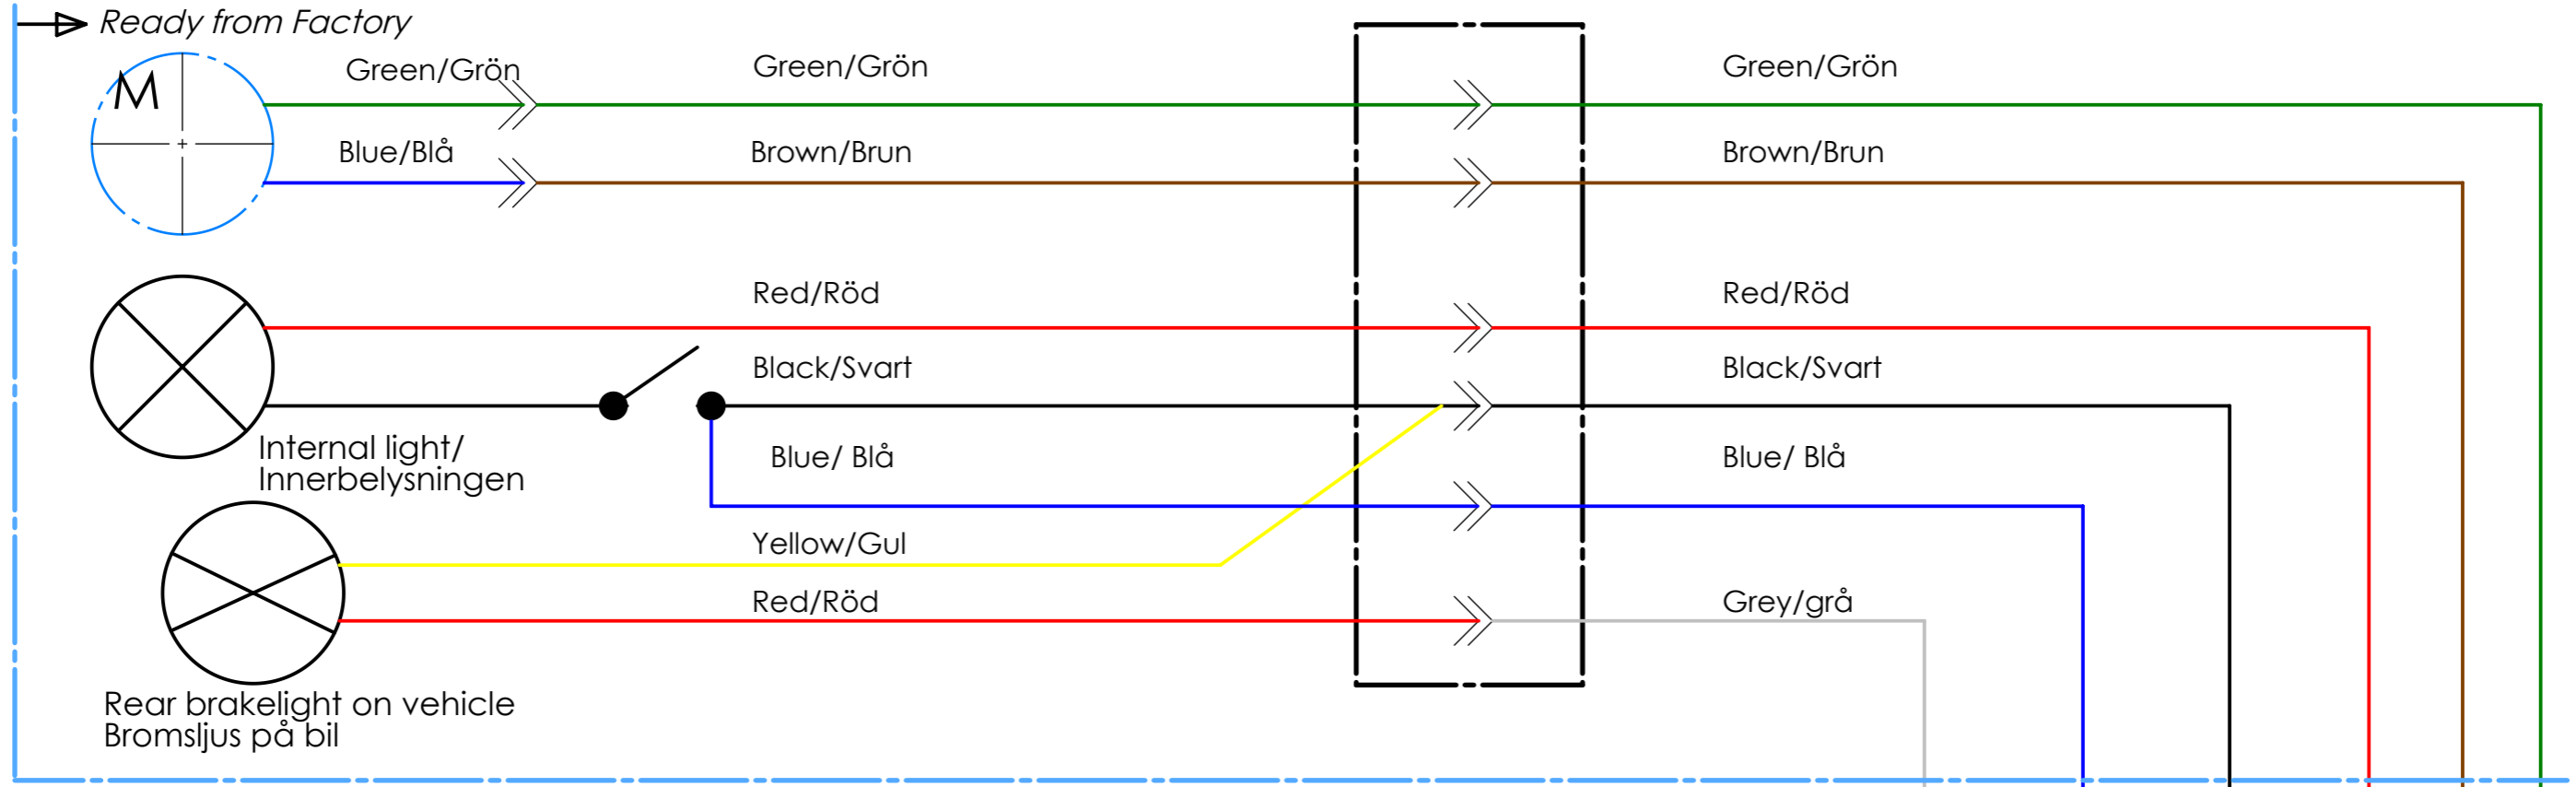 Ready from Factory
M
Green/Grön
Green/Grön
Green/Grön
Blue/Blå
Brown/Brun
Brown/Brun
Red/Röd
Red/Röd
Black/Svart
Black/Svart
Internal light/
Innerbelysningen
Blue/ Blå
Blue/ Blå
Yellow/Gul
Red/Röd
Grey/grå
Rear brakelight on vehicle
Bromsljus på bil